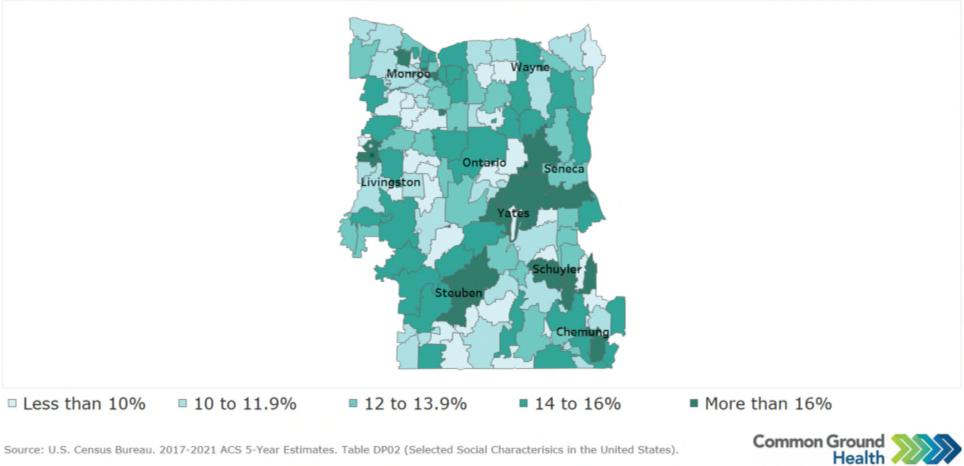 Monroe
Wayne
Ontario
Seneca
Livingston
Yates
Schuyler
Steuben
Chemung
Less than 10% 10 to 11.9% 12 to 13.9% 14 to 16% More than 16%
Source: U.S. Census Bureau. 2017-2021 ACS 5-Year Estimates. Table DP02 (Selected Social Characterisics in the United States).
Common Ground
Health